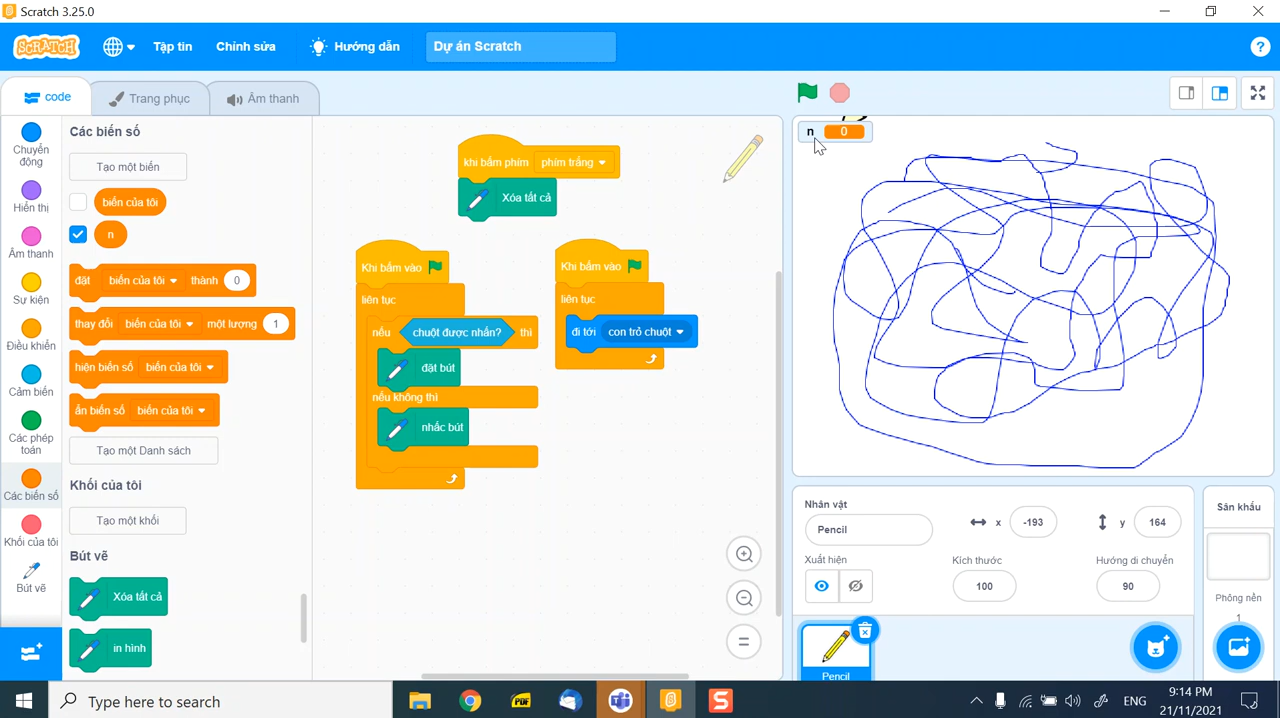 Scratch 3.25.0
SCRATCH
Tập tin
Chỉnh sửa
Hướng dẫn
Dự án Scratch
?
code
Trang phục
Âm thanh
Chuyển động
Hiển thị
Âm thanh
Sự kiện
Điều khiển
Cảm biến
Các phép toán
Các biến số
Khối của tôi
Bút vẽ
Các biến số
Tạo một biến
biến của tôi
n
đặt biến của tôi thành 0
thay đổi biến của tôi một lượng 1
hiện biến số biến của tôi
ẩn biến số biến của tôi
Tạo một Danh sách
Khối của tôi
Tạo một khối
Bút vẽ
Xóa tất cả
in hình
khi bấm phím phím trắng
Xóa tất cả
Khi bấm vào
liên tục
nếu chuột được nhấn? thì
đặt bút
nếu không thì
nhấc bút
Khi bấm vào
liên tục
đi tới con trỏ chuột
n 0
Nhân vật
Pencil
x -193
y 164
Xuất hiện
Kích thước
100
Hướng di chuyển
90
Pencil
Sân khấu
Phông nền
1
Type here to search
PDF
S
ENG
9:14 PM
21/11/2021